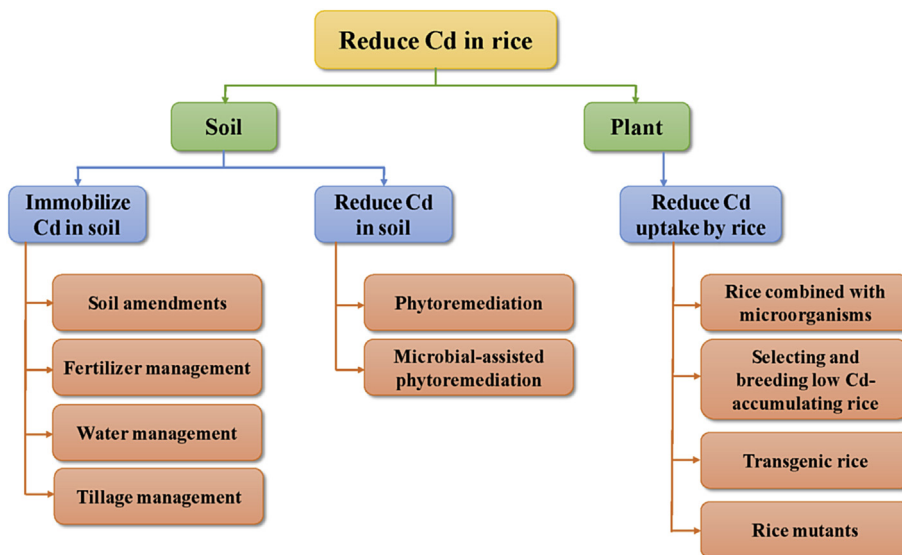 Reduce Cd in rice
Soil
Plant
Immobilize
Cd in soil
Reduce Cd
in soil
Reduce Cd
uptake by rice
Soil amendments
Fertilizer management
Water management
Tillage management
Phytoremediation
Microbial-assisted
phytoremediation
Rice combined with
microorganisms
Selecting and
breeding low Cd-
accumulating rice
Transgenic rice
Rice mutants